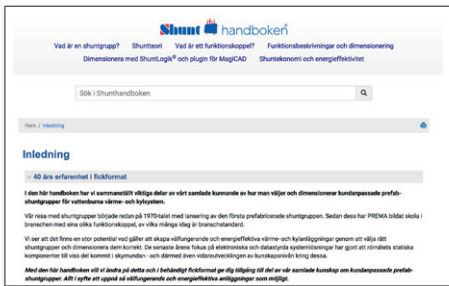 Shunt handboken
Vad är en shuntgrupp? Shuntteori Vad är ett funktionskoppel? Funktionsbeskrivningar och dimensionering
Dimensionera med ShuntLogik® och plugin för MagiCAD Shuntekonomi och energieffektivitet
Sök i Shunthandboken
Hem / Inledning
Inledning
– 40 års erfarenhet i fickformat
I den här handboken har vi sammanställt viktiga delar av vårt samlade kunnande av hur man väljer och dimensionerar kundanpassade prefab-
shuntgrupper för vattenburna värme- och kylsystem.
Vår resa med shuntgrupper började redan på 1970-talet med lansering av den första prefabricerade shuntgruppen. Sedan dess har PREMA bildat skola i
branschen med sina olika funktionskoppel, av vilka många idag är branschstandard.
Vi ser att det finns en stor potential vad gäller att skapa välfungerande och energieffektiva värme- och kylanläggningar genom att välja rätt
shuntgrupper och dimensionera dem korrekt. De senaste årens fokus på elektroniska och datastyrda systemlösningar har gjort att rörnätets statiska
komponenter till viss del kommit i skymundan - och därmed även vidareutvecklingen av kunskapsnivån kring dessa.
Med den här handboken vill vi ändra på detta och i behändigt fickformat ge dig tillgång till del av vår samlade kunskap om kundanpassade prefab-
shuntgrupper. Allt i syfte att uppnå så välfungerande och energieffektiva anläggningar som möjligt.